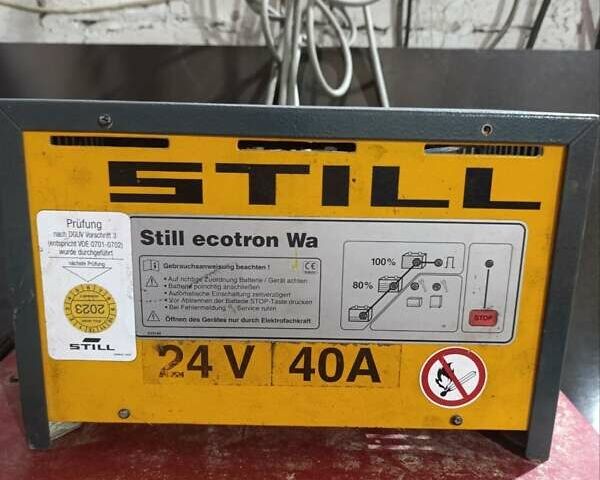 STILL
Prüfung
nach DGUV Vorschrift 3
(entspricht VDE 0701-0702)
wurde durchgeführt
nächste Prüfung
2023
STILL
Still ecotron Wa
Gebrauchsanweisung beachten !
CE
• Auf richtige Zuordnung Batterie / Gerät achten
• Batterie polrichtig anschließen
• Automatische Einschaltung zeitverzögert
• Vor Abtrennen der Batterie STOP-Taste drücken
• Bei Fehlermeldung Service rufen
Öffnen des Gerätes nur durch Elektrofachkraft
100%
80%
STOP
24 V 40A